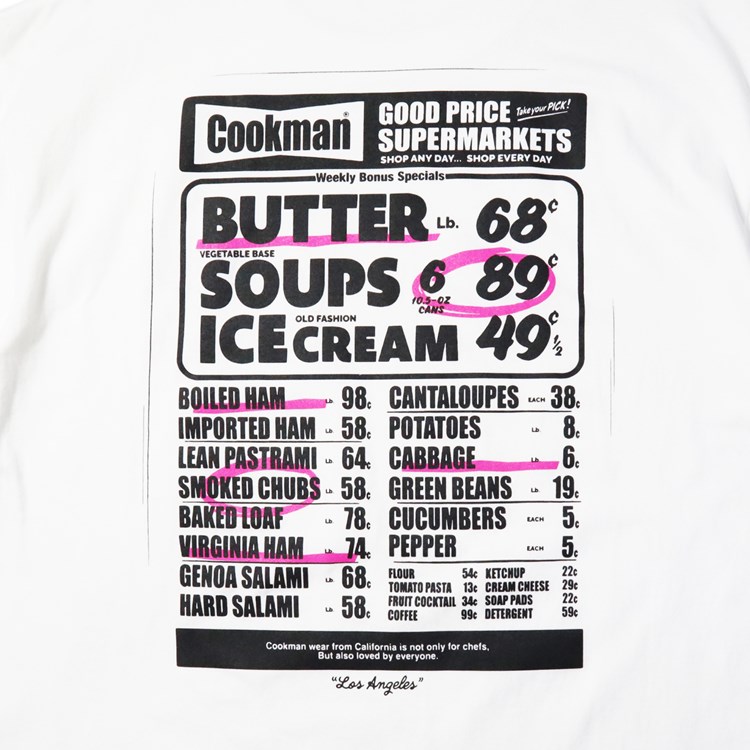 Cookman®
GOOD PRICE Take your PICK!
SUPERMARKETS
SHOP ANY DAY... SHOP EVERY DAY
Weekly Bonus Specials
BUTTER Lb. 68¢
VEGETABLE BASE
SOUPS 6 89¢
10.5-OZ
CANS
OLD FASHION
ICE CREAM 49¢ 1/2
BOILED HAM Lb. 98¢
IMPORTED HAM Lb. 58¢
LEAN PASTRAMI Lb. 64¢
SMOKED CHUBS Lb. 58¢
BAKED LOAF Lb. 78¢
VIRGINIA HAM Lb. 74¢
GENOA SALAMI Lb. 68¢
HARD SALAMI Lb. 58¢
CANTALOUPES EACH 38¢
POTATOES Lb. 8¢
CABBAGE Lb. 6¢
GREEN BEANS Lb. 19¢
CUCUMBERS EACH 5¢
PEPPER EACH 5¢
FLOUR 54¢
TOMATO PASTA 13¢
FRUIT COCKTAIL 34¢
COFFEE 99¢
KETCHUP 22¢
CREAM CHEESE 29¢
SOAP PADS 22¢
DETERGENT 59¢
Cookman wear from California is not only for chefs,
But also loved by everyone.
"Los Angeles"